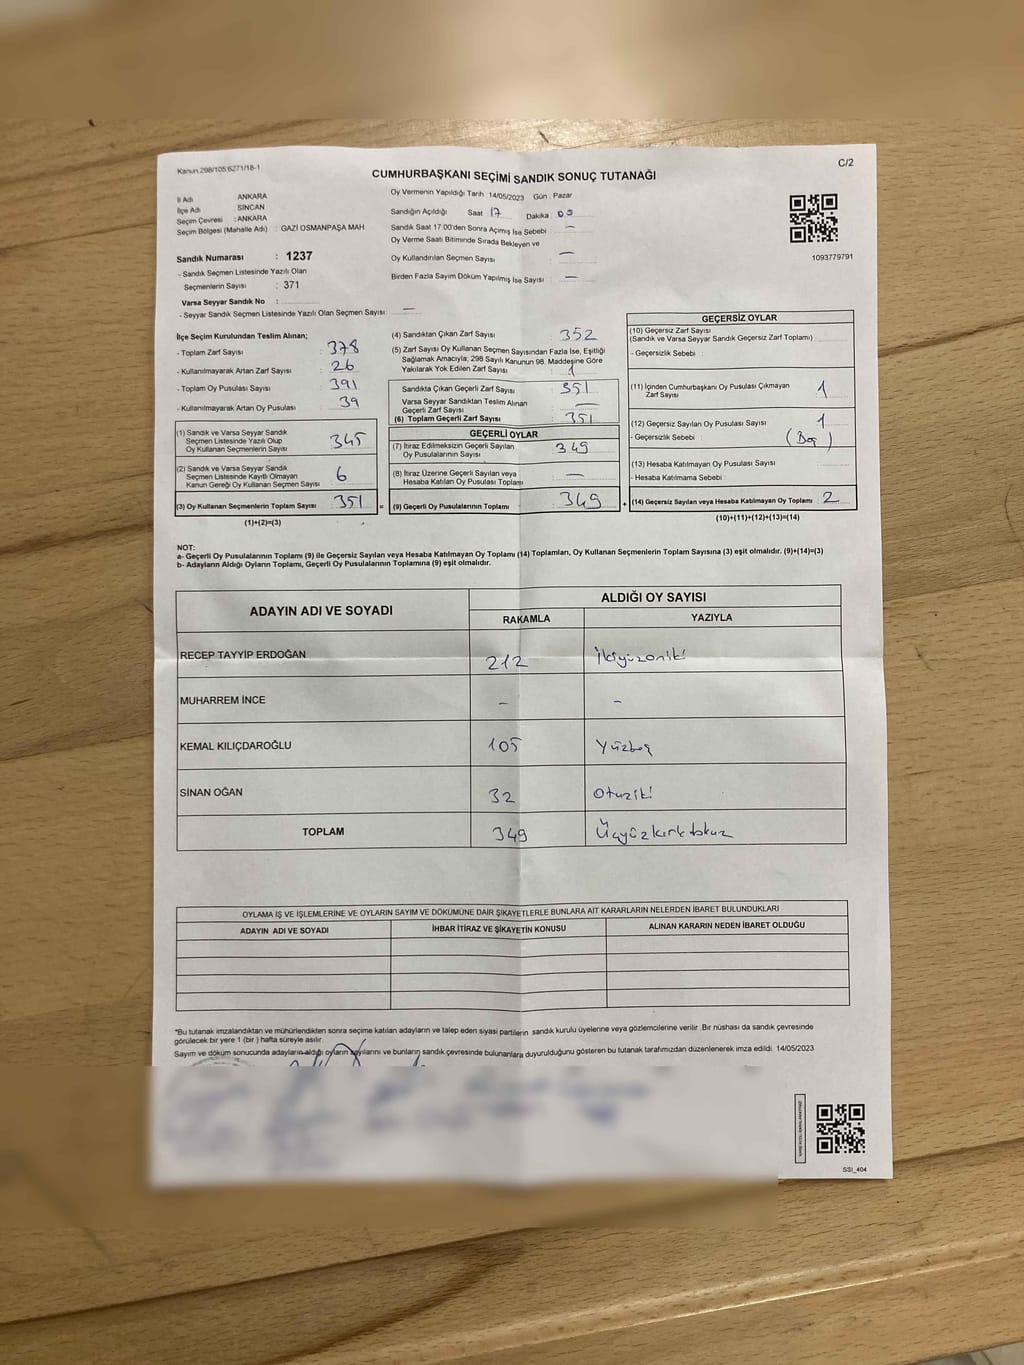 Kanun.298/105,6271/18-1
C/2
CUMHURBAŞKANI SEÇİMİ SANDIK SONUÇ TUTANAĞI
İl Adı : ANKARA
İlçe Adı : SİNCAN
Seçim Çevresi : ANKARA
Seçim Bölgesi (Mahalle Adı) : GAZİ OSMANPAŞA MAH
Sandık Numarası : 1237
- Sandık Seçmen Listesinde Yazılı Olan
Seçmenlerin Sayısı : 371
Varsa Seyyar Sandık No :
- Seyyar Sandık Seçmen Listesinde Yazılı Olan Seçmen Sayısı: —
Oy Vermenin Yapıldığı Tarih : 14/05/2023 Gün : Pazar
Sandığın Açıldığı Saat : 17 Dakika : 00
Sandık Saat 17:00'den Sonra Açılmış İse Sebebi : —
Oy Verme Saati Bitiminde Sırada Bekleyen ve
Oy Kullandırılan Seçmen Sayısı : —
Birden Fazla Sayım Döküm Yapılmış İse Sayısı : —
1093779791
İlçe Seçim Kurulundan Teslim Alınan;
- Toplam Zarf Sayısı : 378
- Kullanılmayarak Artan Zarf Sayısı : 26
- Toplam Oy Pusulası Sayısı : 391
- Kullanılmayarak Artan Oy Pusulası : 39
(1) Sandık ve Varsa Seyyar Sandık
Seçmen Listesinde Yazılı Olup
Oy Kullanan Seçmenlerin Sayısı : 345
(2) Sandık ve Varsa Seyyar Sandık
Seçmen Listesinde Kayıtlı Olmayan
Kanun Gereği Oy Kullanan Seçmen Sayısı : 6
(3) Oy Kullanan Seçmenlerin Toplam Sayısı : 351
(1)+(2)=(3)
(4) Sandıktan Çıkan Zarf Sayısı : 352
(5) Zarf Sayısı Oy Kullanan Seçmen Sayısından Fazla İse, Eşitliği
Sağlamak Amacıyla; 298 Sayılı Kanunun 98. Maddesine Göre
Yakılarak Yok Edilen Zarf Sayısı : 1
Sandıkta Çıkan Geçerli Zarf Sayısı : 351
Varsa Seyyar Sandıktan Teslim Alınan
Geçerli Zarf Sayısı : —
(6) Toplam Geçerli Zarf Sayısı : 351
GEÇERLİ OYLAR
(7) İtiraz Edilmeksizin Geçerli Sayılan
Oy Pusulalarının Sayısı : 349
(8) İtiraz Üzerine Geçerli Sayılan veya
Hesaba Katılan Oy Pusulası Toplamı : —
(9) Geçerli Oy Pusulalarının Toplamı : 349
GEÇERSİZ OYLAR
(10) Geçersiz Zarf Sayısı
(Sandık ve Varsa Seyyar Sandık Geçersiz Zarf Toplamı) :
- Geçersizlik Sebebi :
(11) İçinden Cumhurbaşkanı Oy Pusulası Çıkmayan
Zarf Sayısı : 1
(12) Geçersiz Sayılan Oy Pusulası Sayısı : 1
- Geçersizlik Sebebi : (Boş)
(13) Hesaba Katılmayan Oy Pusulası Sayısı :
- Hesaba Katılmama Sebebi :
(14) Geçersiz Sayılan veya Hesaba Katılmayan Oy Toplamı : 2
(10)+(11)+(12)+(13)=(14)
NOT:
a- Geçerli Oy Pusulalarının Toplamı (9) ile Geçersiz Sayılan veya Hesaba Katılmayan Oy Toplamı (14) Toplamları, Oy Kullanan Seçmenlerin Toplam Sayısına (3) eşit olmalıdır. (9)+(14)=(3)
b- Adayların Aldığı Oyların Toplamı, Geçerli Oy Pusulalarının Toplamına (9) eşit olmalıdır.
ADAYIN ADI VE SOYADI
ALDIĞI OY SAYISI
RAKAMLA YAZIYLA
RECEP TAYYİP ERDOĞAN 212 İkiyüzoniki
MUHARREM İNCE - -
KEMAL KILIÇDAROĞLU 105 Yüzbeş
SİNAN OĞAN 32 Otuziki
TOPLAM 349 Üçyüzkırkdokuz
OYLAMA İŞ VE İŞLEMLERİNE VE OYLARIN SAYIM VE DÖKÜMÜNE DAİR ŞİKAYETLERLE BUNLARA AİT KARARLARIN NELERDEN İBARET BULUNDUKLARI
ADAYIN ADI VE SOYADI İHBAR İTİRAZ VE ŞİKAYETİN KONUSU ALINAN KARARIN NEDEN İBARET OLDUĞU
*Bu tutanak imzalandıktan ve mühürlendikten sonra seçime katılan adayların ve talep eden siyasi partilerin sandık kurulu üyelerine veya gözlemcilerine verilir .Bir nüshası da sandık çevresinde
görülecek bir yere 1 (bir ) hafta süreyle asılır.
Sayım ve döküm sonucunda adayların aldığı oyların sayılarını ve bunların sandık çevresinde bulunanlara duyurulduğunu gösteren bu tutanak tarafımızdan düzenlenerek imza edildi. 14/05/2023
SSI_404